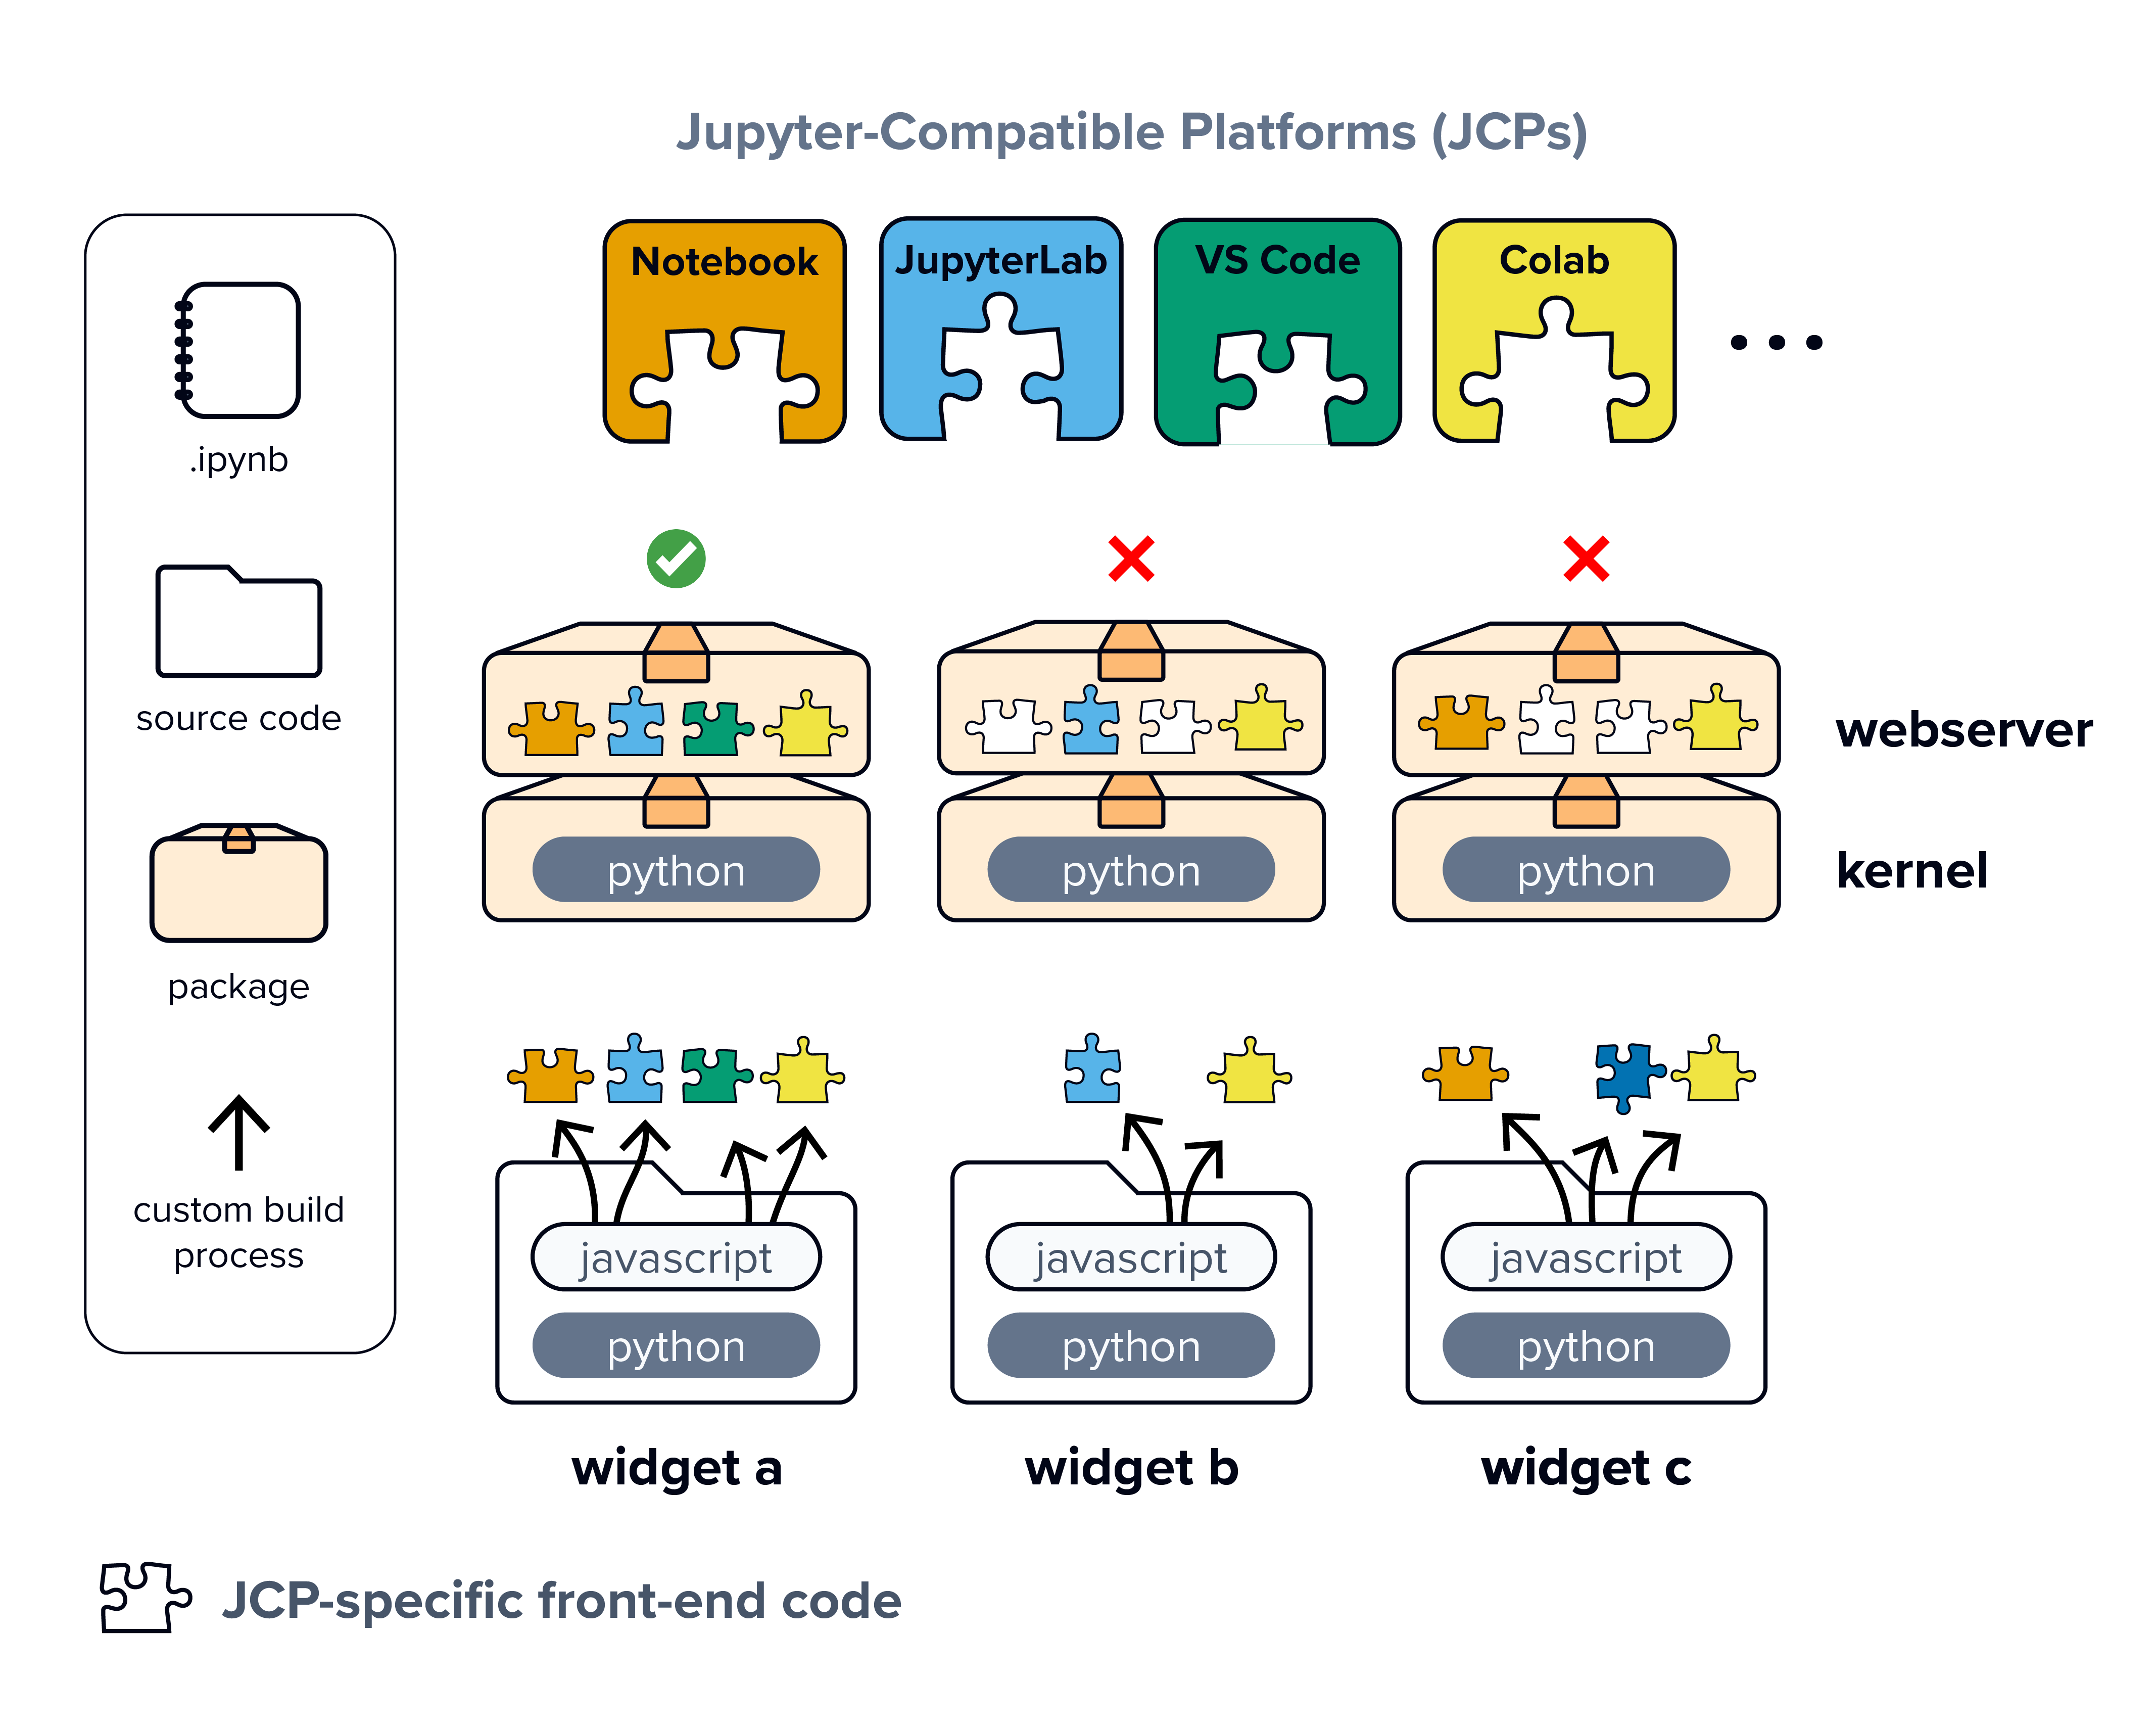 Jupyter-Compatible Platforms (JCPs)
Notebook
JupyterLab
VS Code
Colab
...
.ipynb
source code
package
custom build
process
webserver
python
python
python
kernel
javascript
python
widget a
javascript
python
widget b
javascript
python
widget c
JCP-specific front-end code